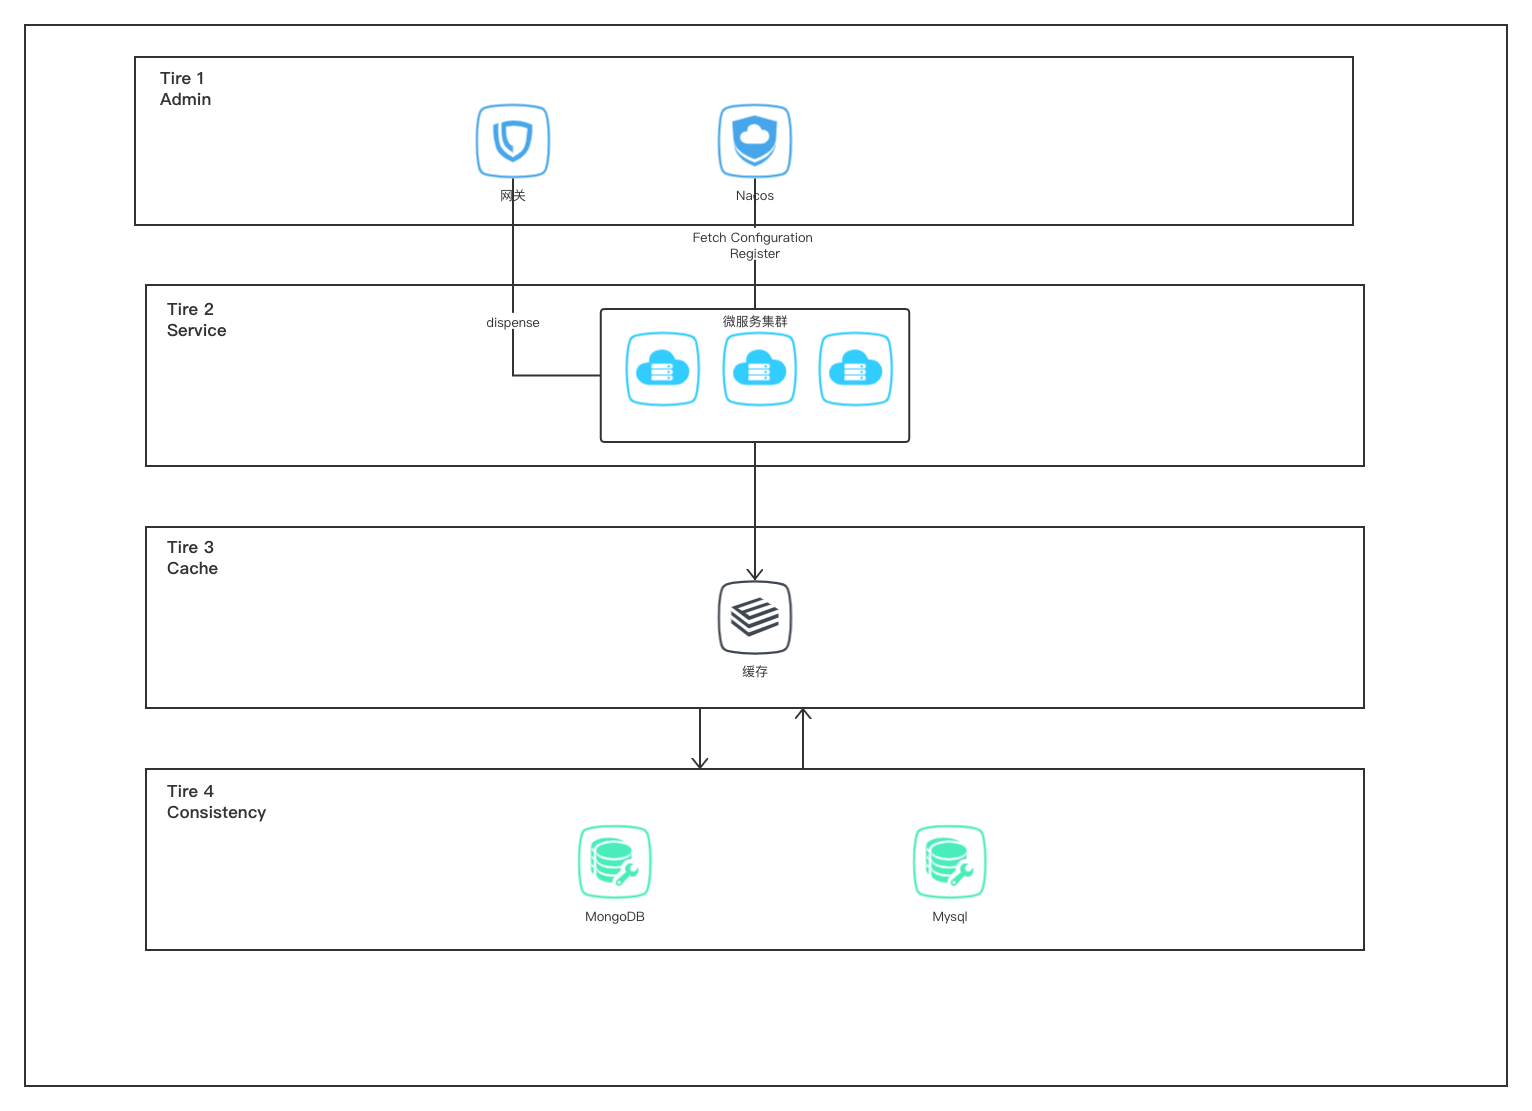 Tire 1
Admin
网关
Nacos
Fetch Configuration
Register
Tire 2
Service
dispense
微服务集群
Tire 3
Cache
缓存
Tire 4
Consistency
MongoDB
Mysql